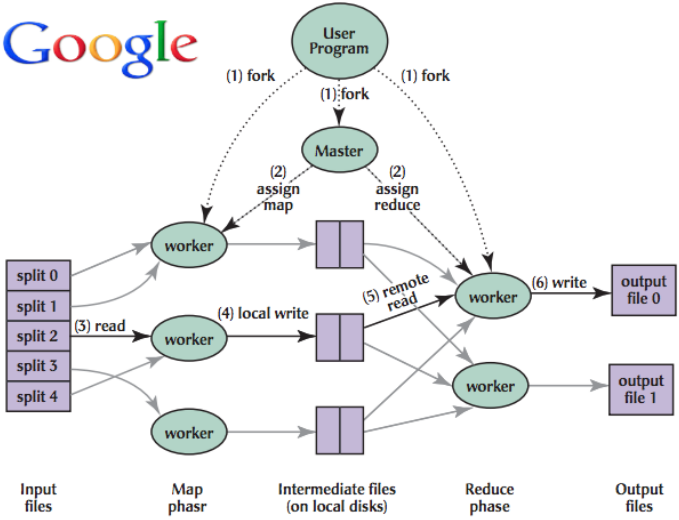 Google
User
Program
(1) fork
(1) fork
(1) fork
Master
(2)
assign
map
(2)
assign
reduce
worker
split 0
split 1
split 2
split 3
split 4
(3) read
worker
(4) local write
(5) remote
read
worker
(6) write
output
file 0
worker
output
file 1
worker
Input
files
Map
phasr
Intermediate files
(on local disks)
Reduce
phase
Output
files